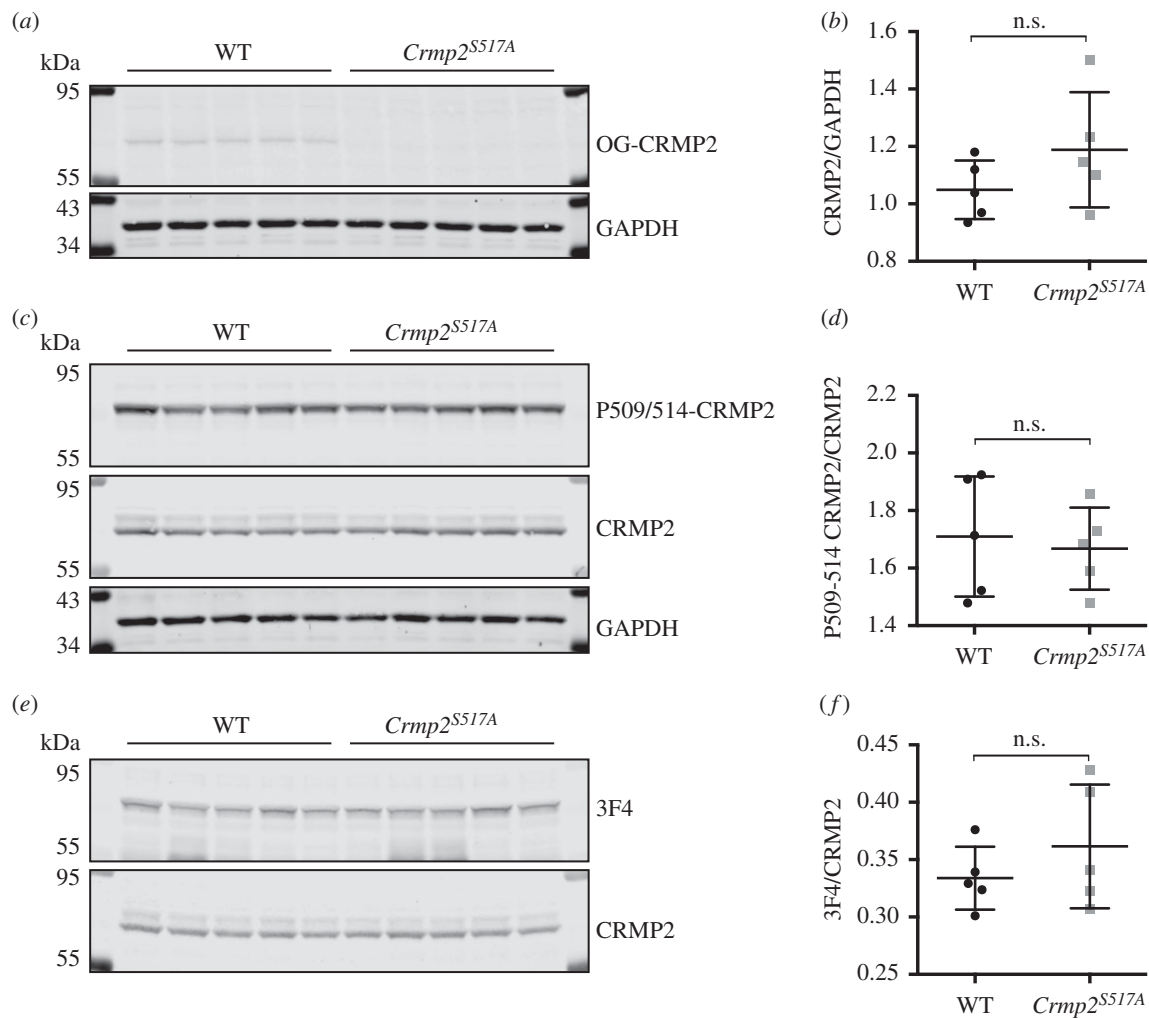 (a)
WT Crmp2S517A
kDa
95
55
OG-CRMP2
43
34
GAPDH
(b)
n.s.
1.6
1.4
1.2
1.0
0.8
CRMP2/GAPDH
WT Crmp2S517A
(c)
WT Crmp2S517A
kDa
95
55
P509/514-CRMP2
95
55
CRMP2
43
34
GAPDH
(d)
n.s.
2.2
2.0
1.8
1.6
1.4
P509-514 CRMP2/CRMP2
WT Crmp2S517A
(e)
WT Crmp2S517A
kDa
95
55
3F4
95
55
CRMP2
(f)
n.s.
0.45
0.40
0.35
0.30
0.25
3F4/CRMP2
WT Crmp2S517A